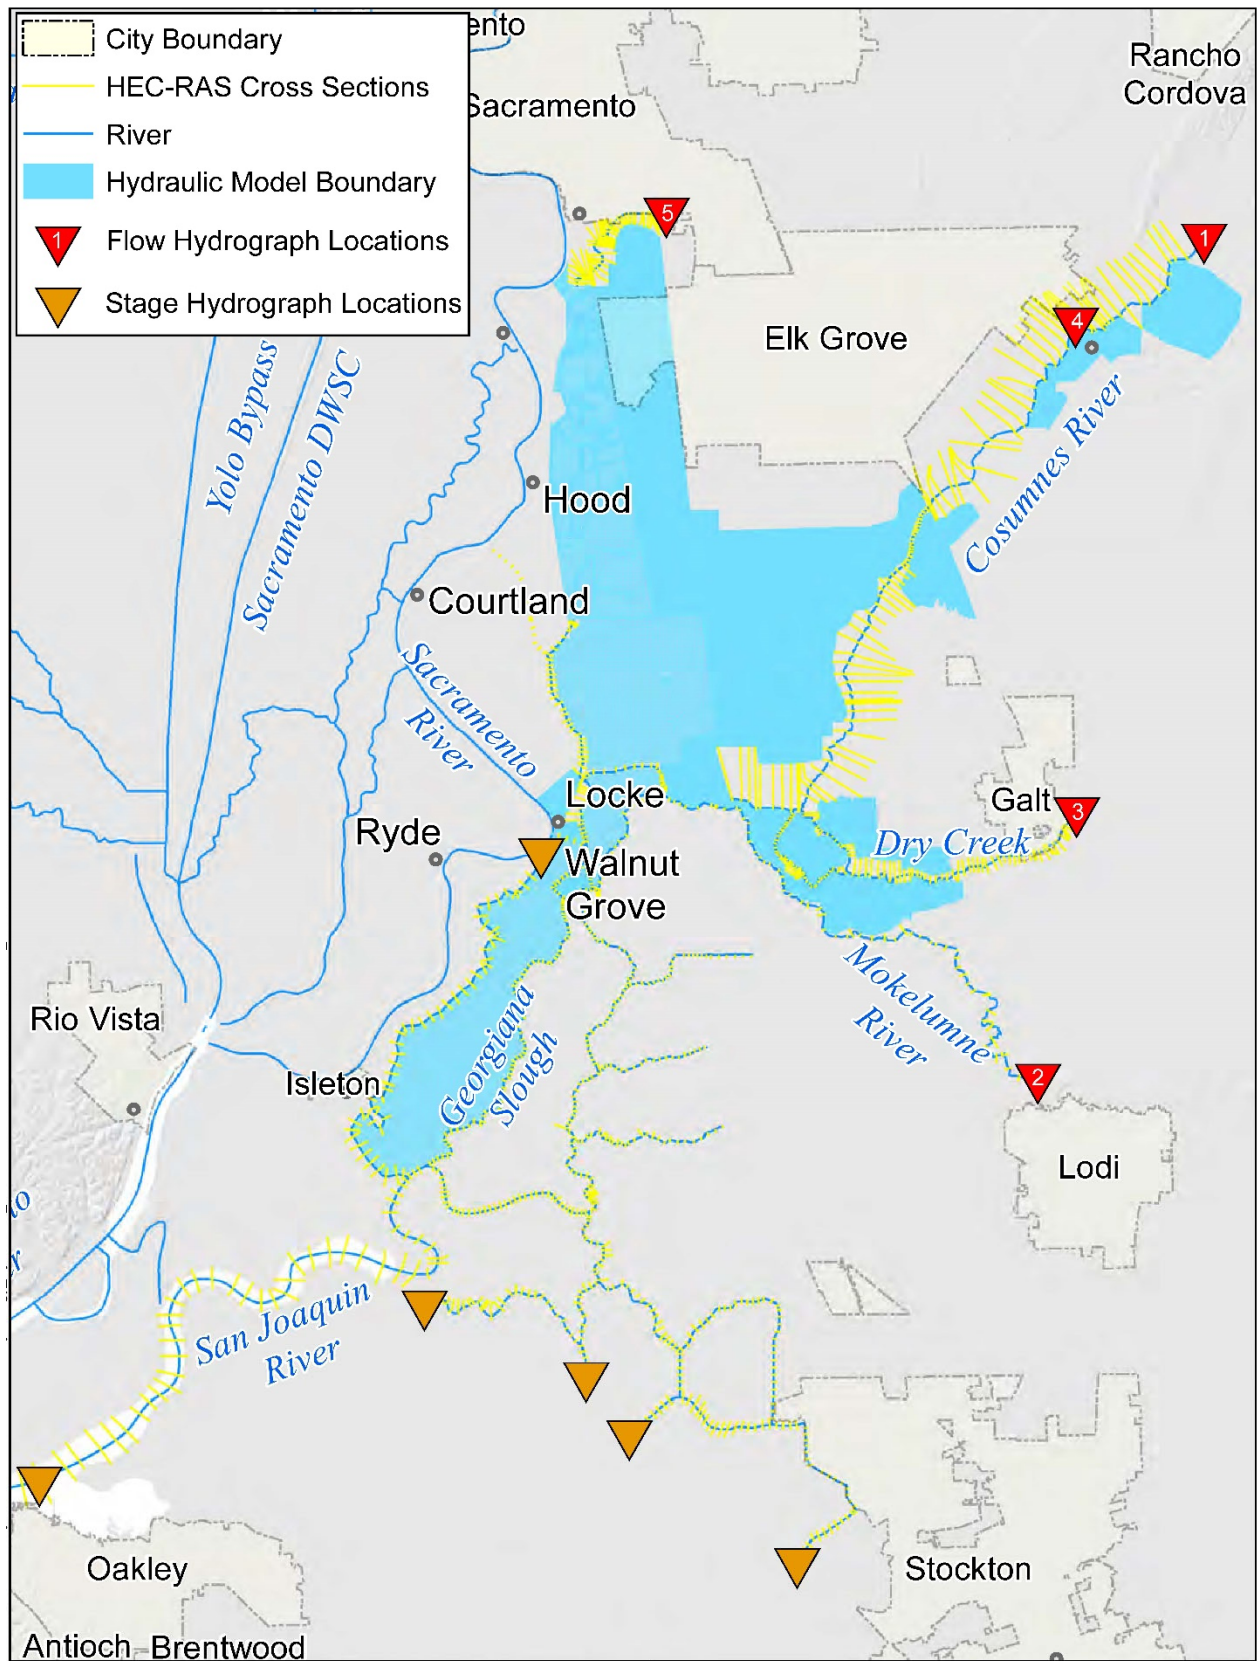 City Boundary
HEC-RAS Cross Sections
River
Hydraulic Model Boundary
1
Flow Hydrograph Locations
Stage Hydrograph Locations
ento
Sacramento
Rancho
Cordova
5
1
4
Elk Grove
Yolo Bypass
Sacramento DWSC
Cosumnes River
Hood
Courtland
Sacramento
River
Locke
Ryde
Walnut
Grove
Galt
3
Dry Creek
Mokelumne
River
Rio Vista
Georgiana
Slough
Isleton
2
Lodi
San Joaquin
River
Oakley
Stockton
Antioch
Brentwood